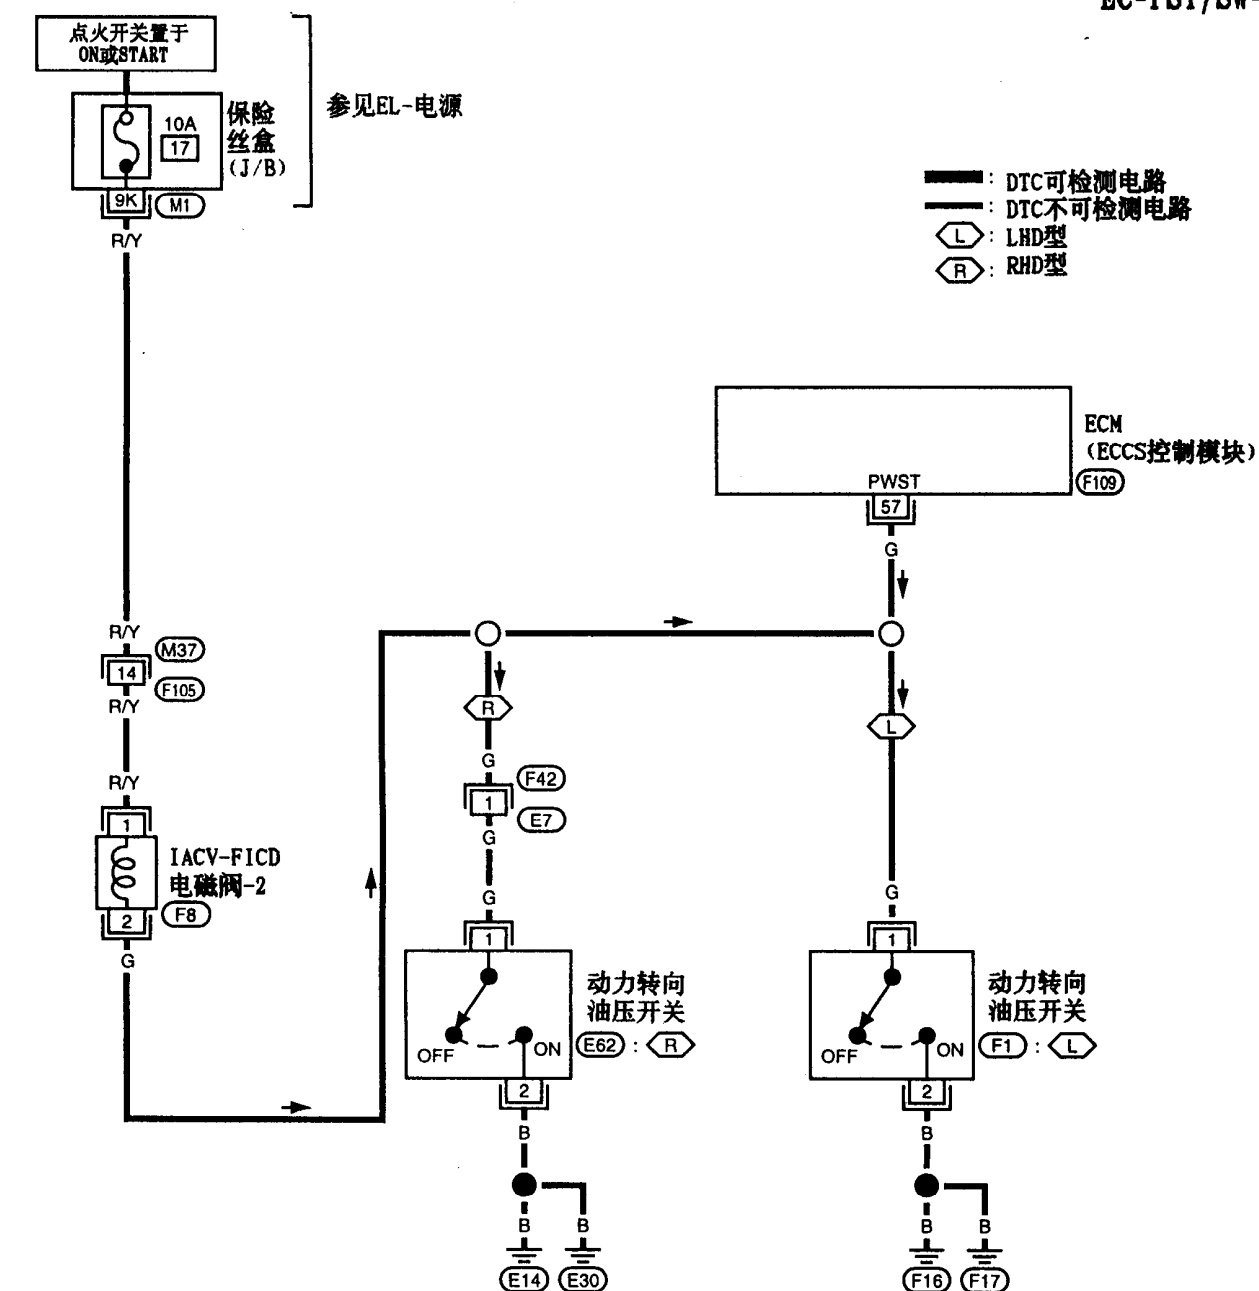 EC-PST/SW-
点火开关置于
ON或START
10A
17
保险
丝盒
(J/B)
参见EL-电源
9K
M1
R/Y
: DTC可检测电路
: DTC不可检测电路
L : LHD型
R : RHD型
ECM
(ECCS控制模块)
F109
PWST
57
G
R/Y
M37
14
F105
R/Y
R
L
R/Y
G
F42
1
E7
G
1
IACV-FICD
电磁阀-2
2
F8
G
G
G
1
1
动力转向
油压开关
OFF
ON
E62 : R
动力转向
油压开关
OFF
ON
F1 : L
2
2
B
B
B
B
B
B
E14
E30
F16
F17